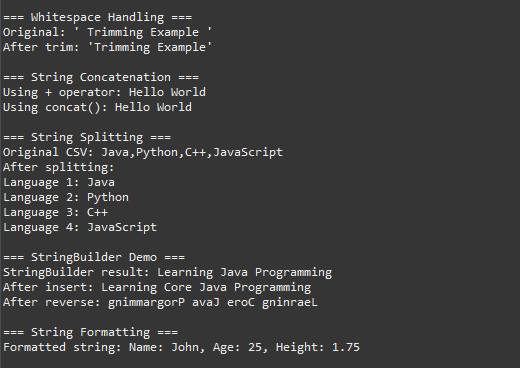 === Whitespace Handling ===
Original: ' Trimming Example '
After trim: 'Trimming Example'
=== String Concatenation ===
Using + operator: Hello World
Using concat(): Hello World
=== String Splitting ===
Original CSV: Java,Python,C++,JavaScript
After splitting:
Language 1: Java
Language 2: Python
Language 3: C++
Language 4: JavaScript
=== StringBuilder Demo ===
StringBuilder result: Learning Java Programming
After insert: Learning Core Java Programming
After reverse: gnimmargorP avaJ eroC gninraeL
=== String Formatting ===
Formatted string: Name: John, Age: 25, Height: 1.75